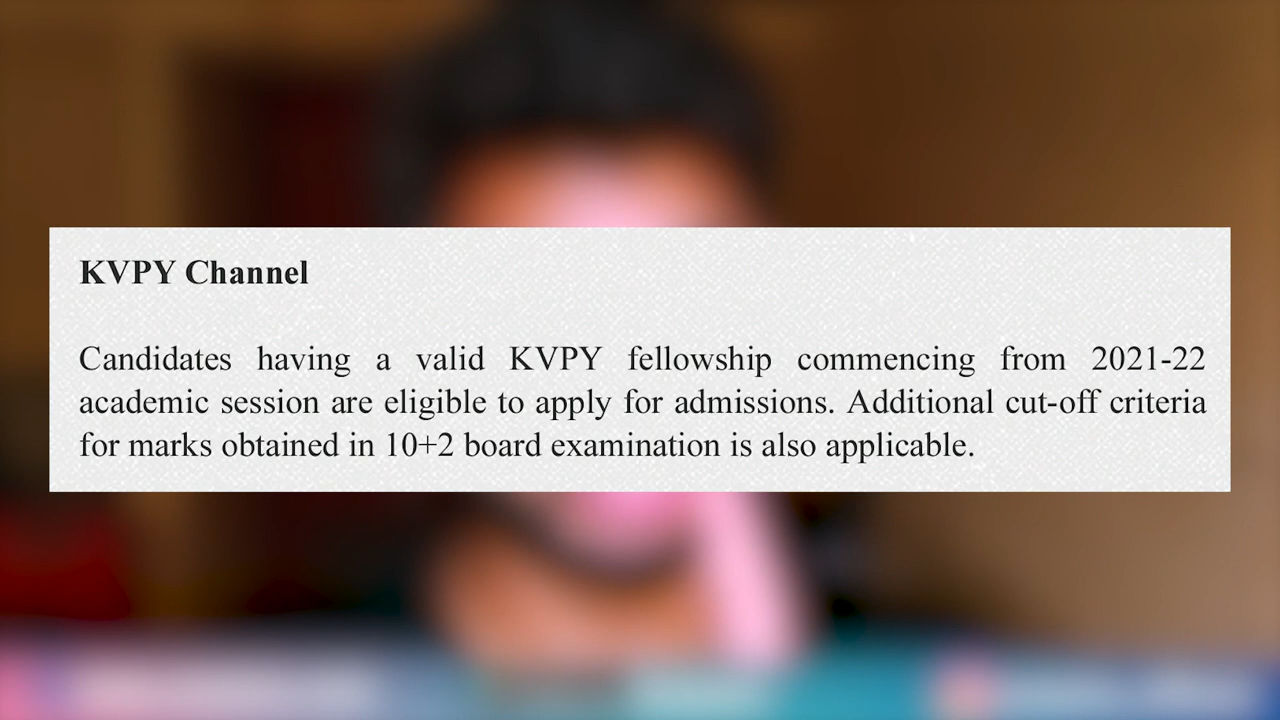 KVPY Channel
Candidates having a valid KVPY fellowship commencing from 2021-22
academic session are eligible to apply for admissions. Additional cut-off criteria
for marks obtained in 10+2 board examination is also applicable.